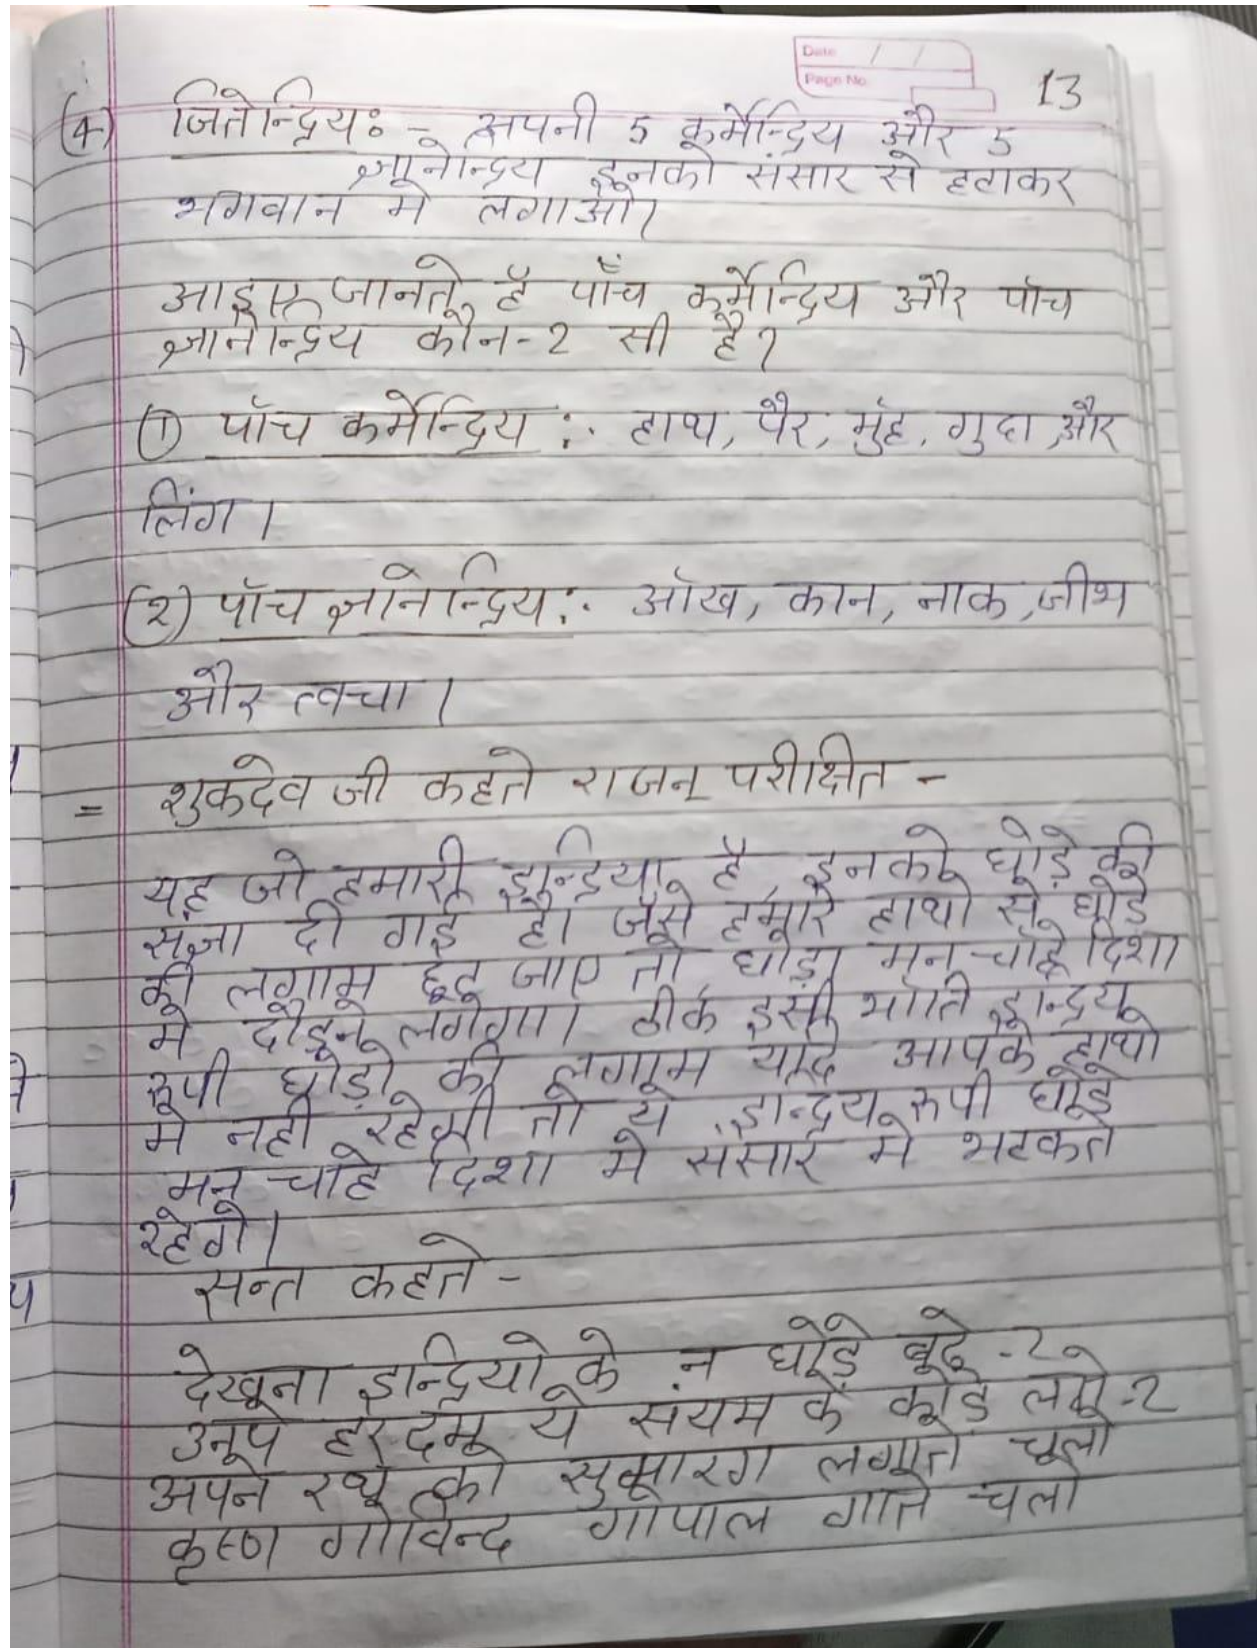 Date / /
Page No.
13
(4) जितेन्द्रियः - अपनी 5 कर्मेन्द्रिय और 5
ज्ञानेन्द्रिय इनको संसार से हटाकर
भगवान मे लगाओ।
आइए जानते है पाँच कर्मेन्द्रिय और पाँच
ज्ञानेन्द्रिय कौन-2 सी है?
① पाॅच कर्मेन्द्रिय :· हाथ, पैर, मुंह, गुदा और
लिंग।
(२) पाॅच ज्ञानेन्द्रिय:· आॅख, कान, नाक, जीभ
और त्वचा।
= शुकदेव जी कहते राजन् परीक्षित -
यह जो हमारी इन्द्रिया है, इनको घोड़े की
संज्ञा दी गई है। जैसे हमारे हाथो से घोड़े
की लगाम छूट जाए तो घोड़ा मन चाहे दिशा
मे दौड़ने लगेगा। ठीक इसी भाँति इन्द्रिय
रूपी घोड़ो की लगाम यदि आपके हाथो
मे नही रहेगी तो ये इन्द्रिय रूपी घोड़े
मन चाहे दिशा मे संसार मे भटकते
रहेगे।
सन्त कहते -
देखना इन्द्रियो के न घोड़े बढ़े -2
उनपे हरदम ये संयम के कोड़े लगे -2
अपने रथ को सुमारग लगाते चलो
कृष्ण गोविन्द गोपाल गाते चलो